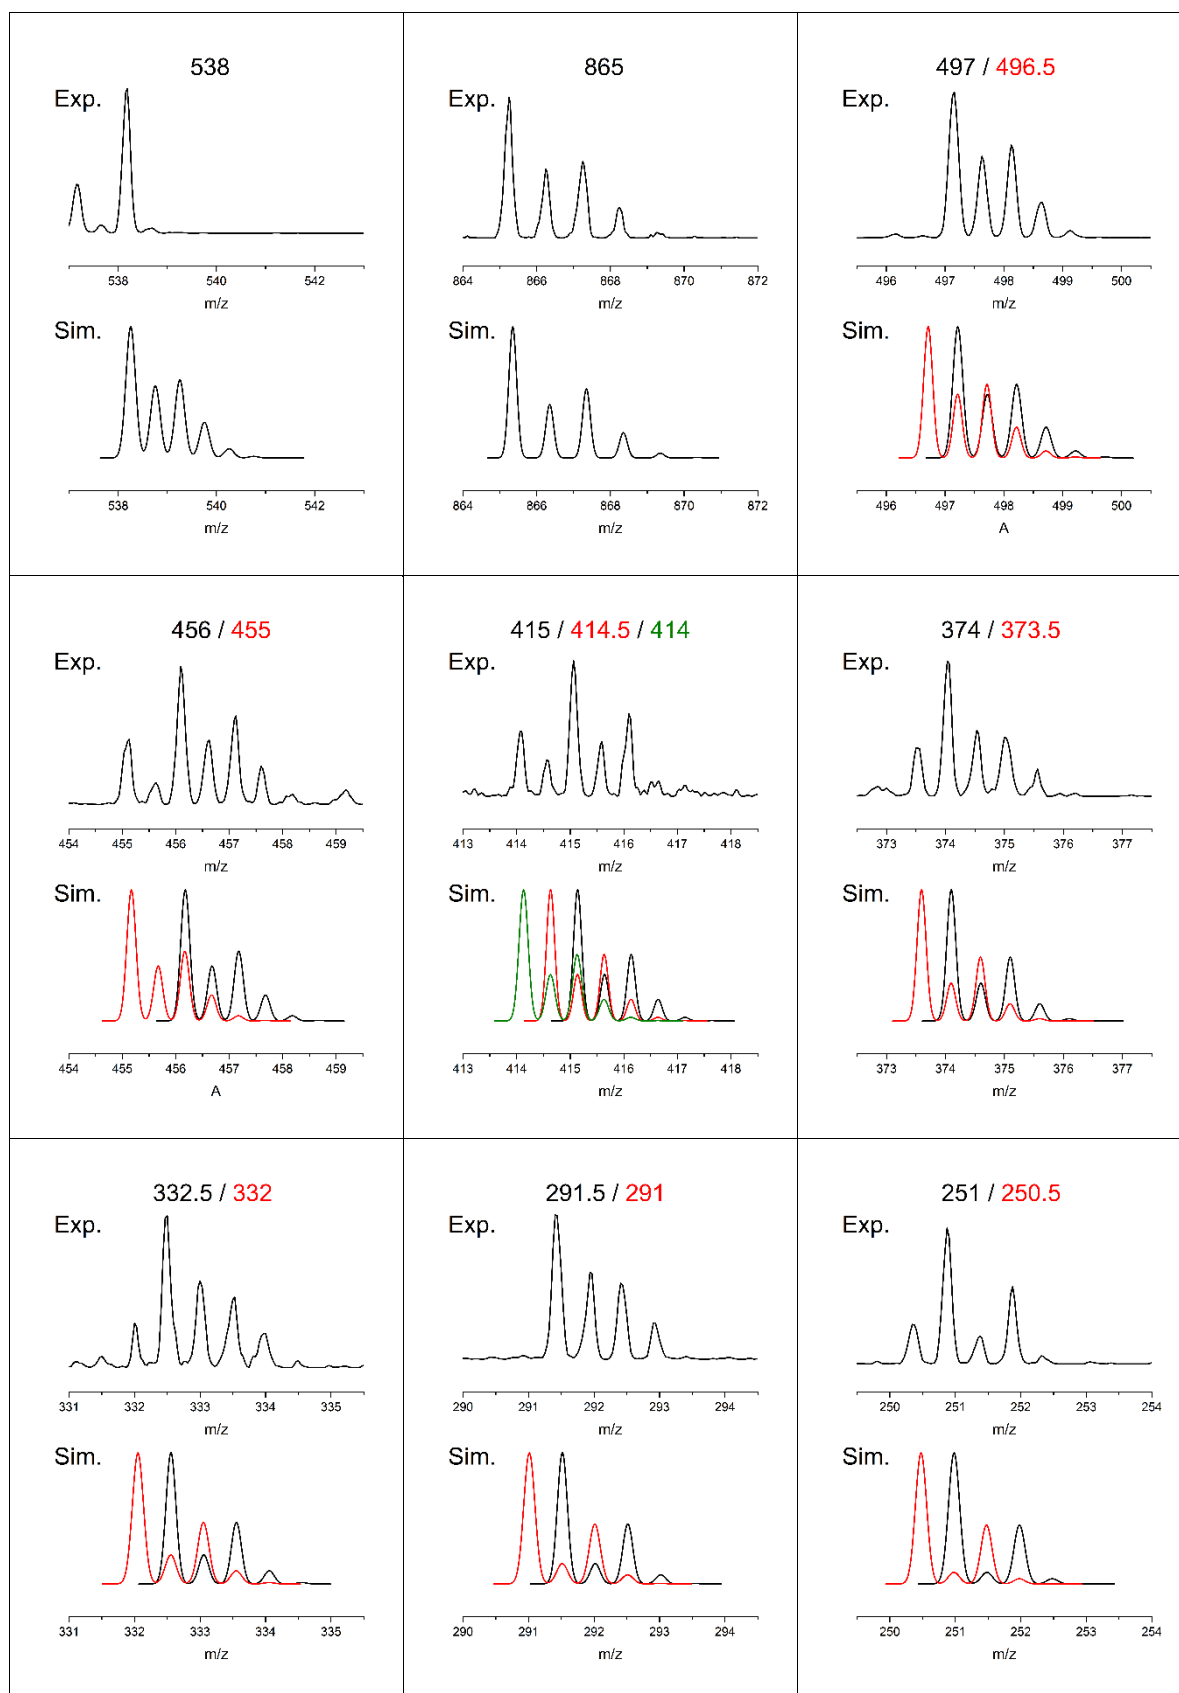 538
Exp.
538 540 542
m/z
Sim.
538 540 542
m/z
865
Exp.
864 866 868 870 872
m/z
Sim.
864 866 868 870 872
m/z
497 / 496.5
Exp.
496 497 498 499 500
m/z
Sim.
496 497 498 499 500
A
456 / 455
Exp.
454 455 456 457 458 459
m/z
Sim.
454 455 456 457 458 459
A
415 / 414.5 / 414
Exp.
413 414 415 416 417 418
m/z
Sim.
413 414 415 416 417 418
m/z
374 / 373.5
Exp.
373 374 375 376 377
m/z
Sim.
373 374 375 376 377
m/z
332.5 / 332
Exp.
331 332 333 334 335
m/z
Sim.
331 332 333 334 335
m/z
291.5 / 291
Exp.
290 291 292 293 294
m/z
Sim.
290 291 292 293 294
m/z
251 / 250.5
Exp.
250 251 252 253 254
m/z
Sim.
250 251 252 253 254
m/z